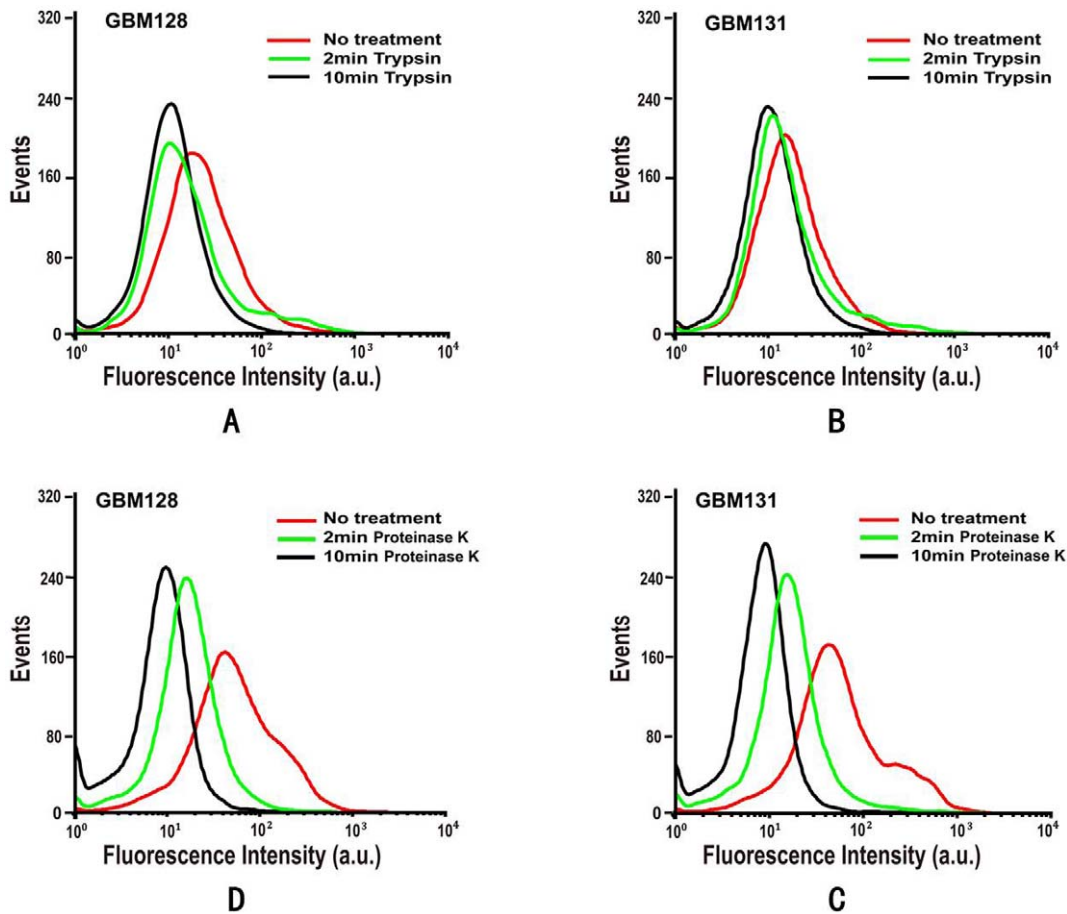 GBM128
No treatment
2min Trypsin
10min Trypsin
Events
320
240
160
80
0
10⁰ 10¹ 10² 10³ 10⁴
Fluorescence Intensity (a.u.)
A
GBM131
No treatment
2min Trypsin
10min Trypsin
Events
320
240
160
80
0
10⁰ 10¹ 10² 10³ 10⁴
Fluorescence Intensity (a.u.)
B
GBM128
No treatment
2min Proteinase K
10min Proteinase K
Events
320
240
160
80
0
10⁰ 10¹ 10² 10³ 10⁴
Fluorescence Intensity (a.u.)
D
GBM131
No treatment
2min Proteinase K
10min Proteinase K
Events
320
240
160
80
0
10⁰ 10¹ 10² 10³ 10⁴
Fluorescence Intensity (a.u.)
C